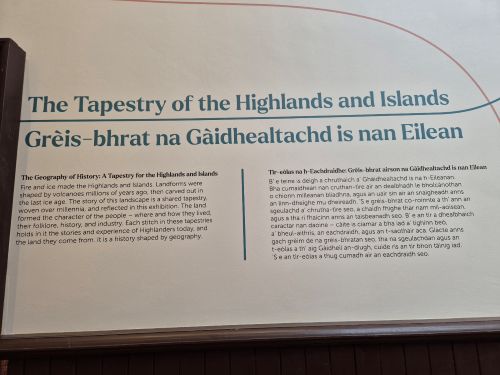 The Tapestry of the Highlands and Islands
Grèis-bhrat na Gàidhealtachd is nan Eilean
The Geography of History: A Tapestry for the Highlands and Islands
Fire and ice made the Highlands and Islands. Landforms were
shaped by volcanoes millions of years ago, then carved out in
the last ice age. The story of this landscape is a shared tapestry,
woven over millennia, and reflected in this exhibition. The land
formed the character of the people – where and how they lived,
their folklore, history, and industry. Each stitch in these tapestries
holds in it the stories and experience of Highlanders today, and
the land they come from. It is a history shaped by geography.
Tir-eòlas na h-Eachdraidhe: Grèis-bhrat airson na Gàidhealtachd is nan Eilean
B' e teine is deigh a chruthaich a' Ghàidhealtachd is na h-Eileanan.
Bha cumaidhean nan cruthan-tìre air an dealbhadh le bholcànothan
o chionn milleanan bliadhna, agus an uair sin air an snaigheadh anns
an linn-dheighe mu dheireadh. 'S e grèis-bhrat co-roinnte a th' ann an
sgeulachd a' chrutha-tìre seo, a chaidh fhighe thar nam mìl-aoisean,
agus a tha ri fhaicinn anns an taisbeanadh seo. B' e an tìr a dhealbhaich
caractar nan daoine – càite is ciamar a bha iad a' tighinn beò,
a' bheul-aithris, an eachdraidh, agus an t-saothair aca. Glacte anns
gach grèim de na grèis-bhratan seo, tha na sgeulachdan agus an
t-eòlas a th' aig Gàidheil an-diugh, cuide ris an tìr bhon tàinig iad.
'S e an tìr-eòlas a thug cumadh air an eachdraidh seo.